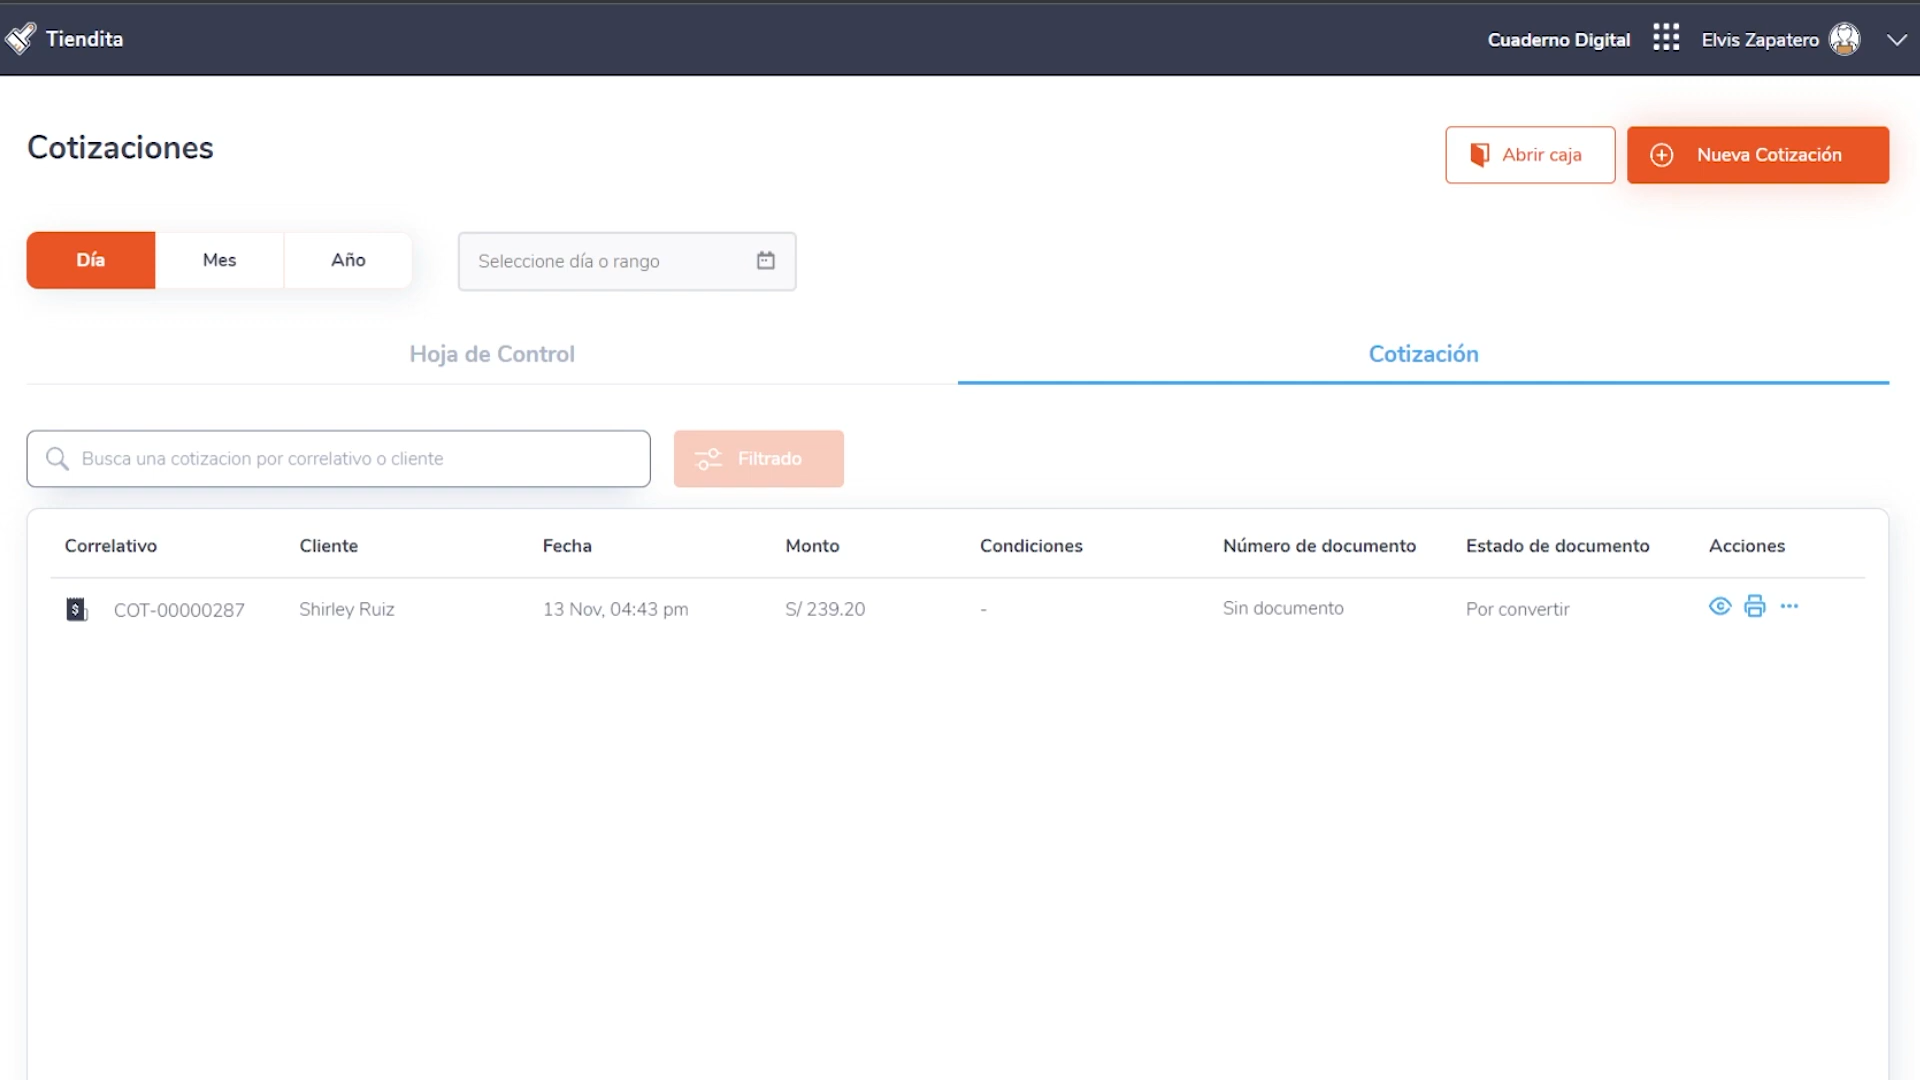 Tiendita
Cuaderno Digital
Elvis Zapatero
Cotizaciones
Abrir caja
Nueva Cotización
Día
Mes
Año
Seleccione día o rango
Hoja de Control
Cotización
Busca una cotizacion por correlativo o cliente
Filtrado
Correlativo Cliente Fecha Monto Condiciones Número de documento Estado de documento Acciones
$ COT-00000287 Shirley Ruiz 13 Nov, 04:43 pm S/ 239.20 - Sin documento Por convertir